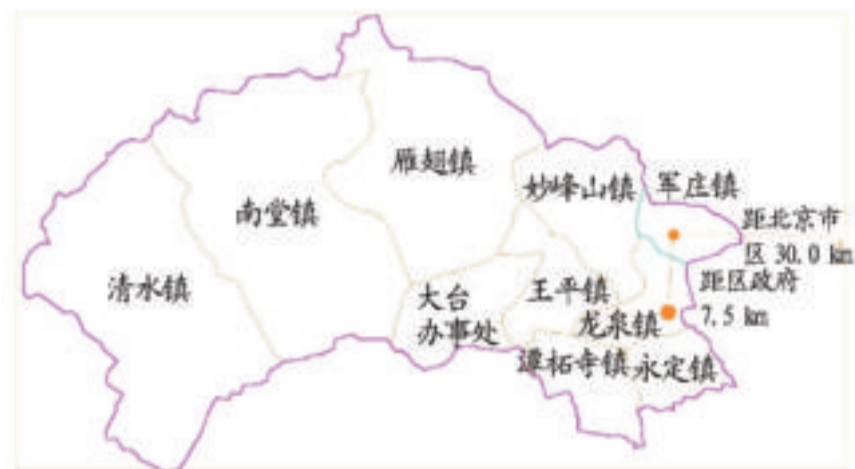 雁翅镇
妙峰山镇
军庄镇
南堂镇
距北京市
区 30.0 km
清水镇
大台
办事处
王平镇
距区政府
7.5 km
龙泉镇
潭柘寺镇
永定镇